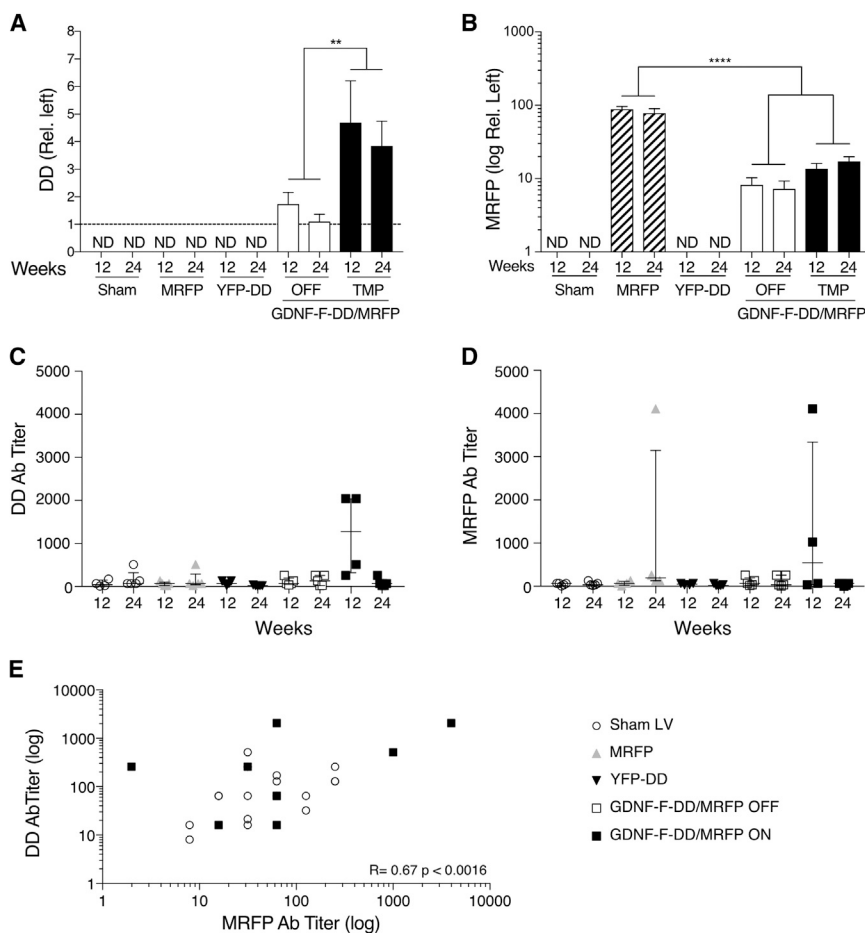 A
DD (Rel. left)
8
7
6
5
4
3
2
1
0
**
ND ND ND ND ND ND
Weeks 12 24 12 24 12 24 12 24 12 24
Sham MRFP YFP-DD OFF TMP
GDNF-F-DD/MRFP
B
MRFP (log Rel. Left)
1000
100
10
1
****
ND ND ND ND
Weeks 12 24 12 24 12 24 12 24 12 24
Sham MRFP YFP-DD OFF TMP
GDNF-F-DD/MRFP
C
DD Ab Titer
5000
4000
3000
2000
1000
0
12 24 12 24 12 24 12 24 12 24
Weeks
D
MRFP Ab Titer
5000
4000
3000
2000
1000
0
12 24 12 24 12 24 12 24 12 24
Weeks
E
DD AbTiter (log)
10000
1000
100
10
1
R= 0.67 p < 0.0016
1 10 100 1000 10000
MRFP Ab Titer (log)
Sham LV
MRFP
YFP-DD
GDNF-F-DD/MRFP OFF
GDNF-F-DD/MRFP ON